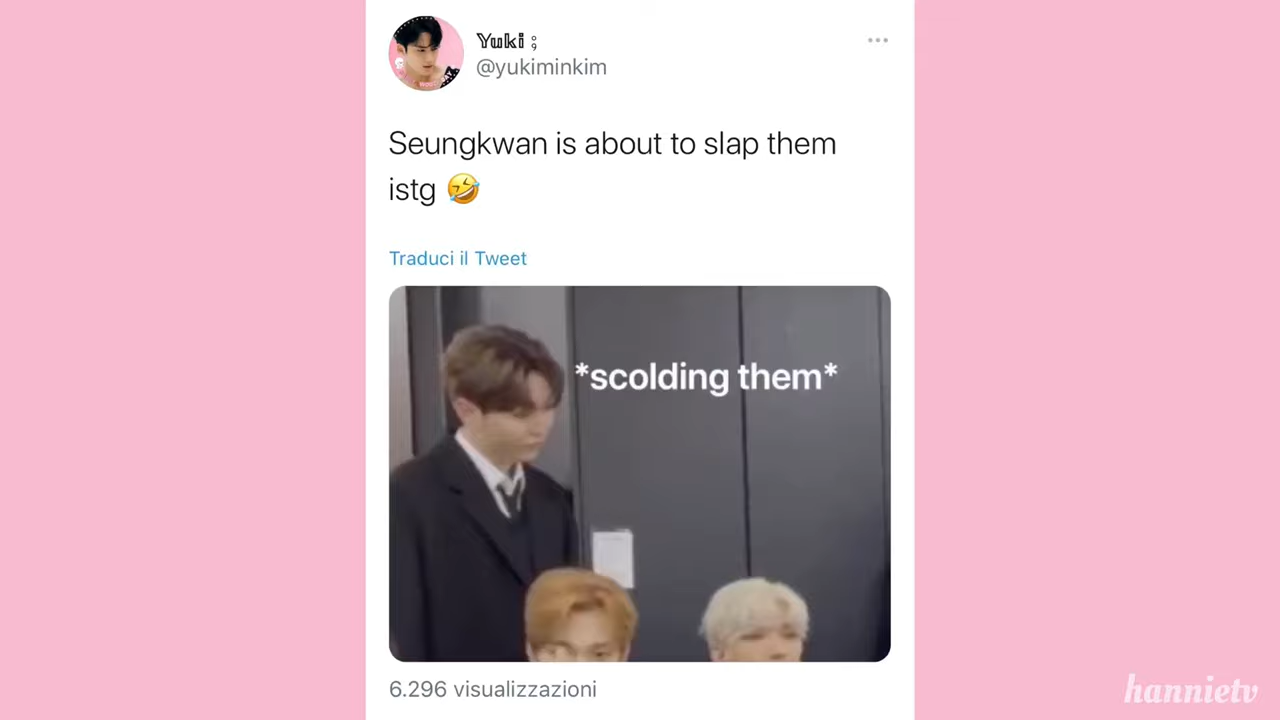 𝕐𝕦𝕜𝕚 ;
@yukiminkim
Seungkwan is about to slap them
istg 🤣
Traduci il Tweet
*scolding them*
6.296 visualizzazioni
hannietv